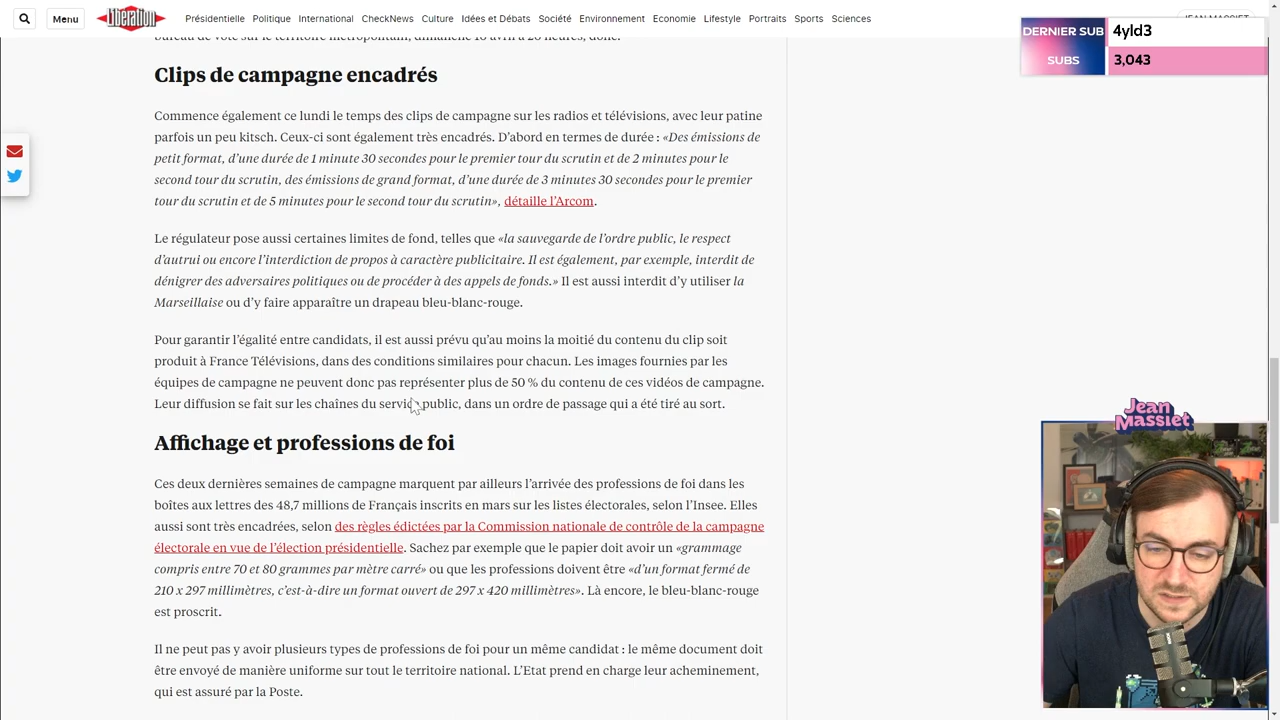 Menu
Libération
Présidentielle Politique International CheckNews Culture Idées et Débats Société Environnement Economie Lifestyle Portraits Sports Sciences
JEAN MASSIET
DERNIER SUB 4yld3
SUBS 3,043
bureau de vote sur le territoire métropolitain, dimanche 10 avril à 20 heures, donc.
Clips de campagne encadrés
Commence également ce lundi le temps des clips de campagne sur les radios et télévisions, avec leur patine
parfois un peu kitsch. Ceux-ci sont également très encadrés. D’abord en termes de durée : «Des émissions de
petit format, d’une durée de 1 minute 30 secondes pour le premier tour du scrutin et de 2 minutes pour le
second tour du scrutin, des émissions de grand format, d’une durée de 3 minutes 30 secondes pour le premier
tour du scrutin et de 5 minutes pour le second tour du scrutin», détaille l’Arcom.
Le régulateur pose aussi certaines limites de fond, telles que «la sauvegarde de l’ordre public, le respect
d’autrui ou encore l’interdiction de propos à caractère publicitaire. Il est également, par exemple, interdit de
dénigrer des adversaires politiques ou de procéder à des appels de fonds.» Il est aussi interdit d’y utiliser la
Marseillaise ou d’y faire apparaître un drapeau bleu-blanc-rouge.
Pour garantir l’égalité entre candidats, il est aussi prévu qu’au moins la moitié du contenu du clip soit
produit à France Télévisions, dans des conditions similaires pour chacun. Les images fournies par les
équipes de campagne ne peuvent donc pas représenter plus de 50 % du contenu de ces vidéos de campagne.
Leur diffusion se fait sur les chaînes du service public, dans un ordre de passage qui a été tiré au sort.
Affichage et professions de foi
Ces deux dernières semaines de campagne marquent par ailleurs l’arrivée des professions de foi dans les
boîtes aux lettres des 48,7 millions de Français inscrits en mars sur les listes électorales, selon l’Insee. Elles
aussi sont très encadrées, selon des règles édictées par la Commission nationale de contrôle de la campagne
électorale en vue de l’élection présidentielle. Sachez par exemple que le papier doit avoir un «grammage
compris entre 70 et 80 grammes par mètre carré» ou que les professions doivent être «d’un format fermé de
210 x 297 millimètres, c’est-à-dire un format ouvert de 297 x 420 millimètres». Là encore, le bleu-blanc-rouge
est proscrit.
Il ne peut pas y avoir plusieurs types de professions de foi pour un même candidat : le même document doit
être envoyé de manière uniforme sur tout le territoire national. L’Etat prend en charge leur acheminement,
qui est assuré par la Poste.
Jean
Massiet